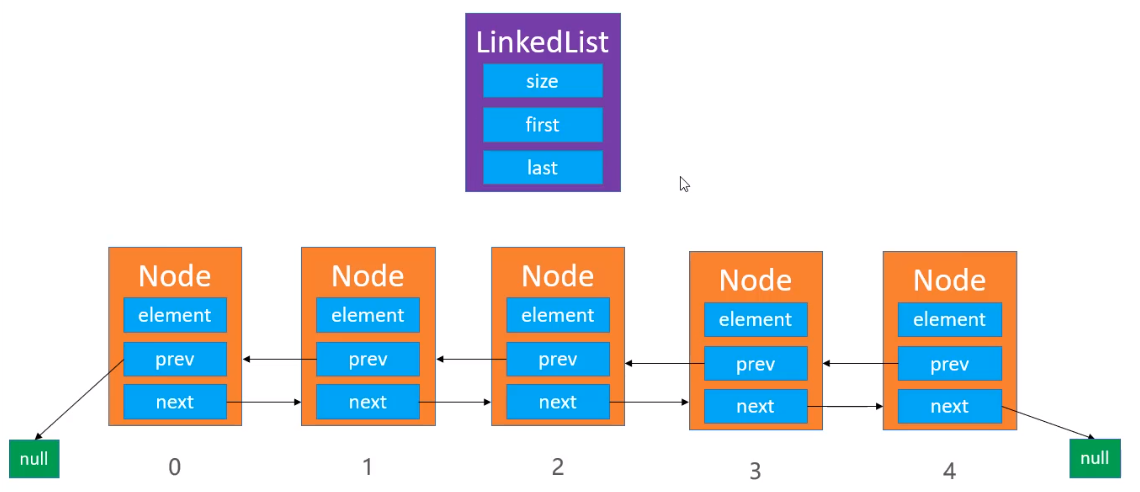 LinkedList
size
first
last
Node
element
prev
next
Node
element
prev
next
Node
element
prev
next
Node
element
prev
next
Node
element
prev
next
null
null
0
1
2
3
4